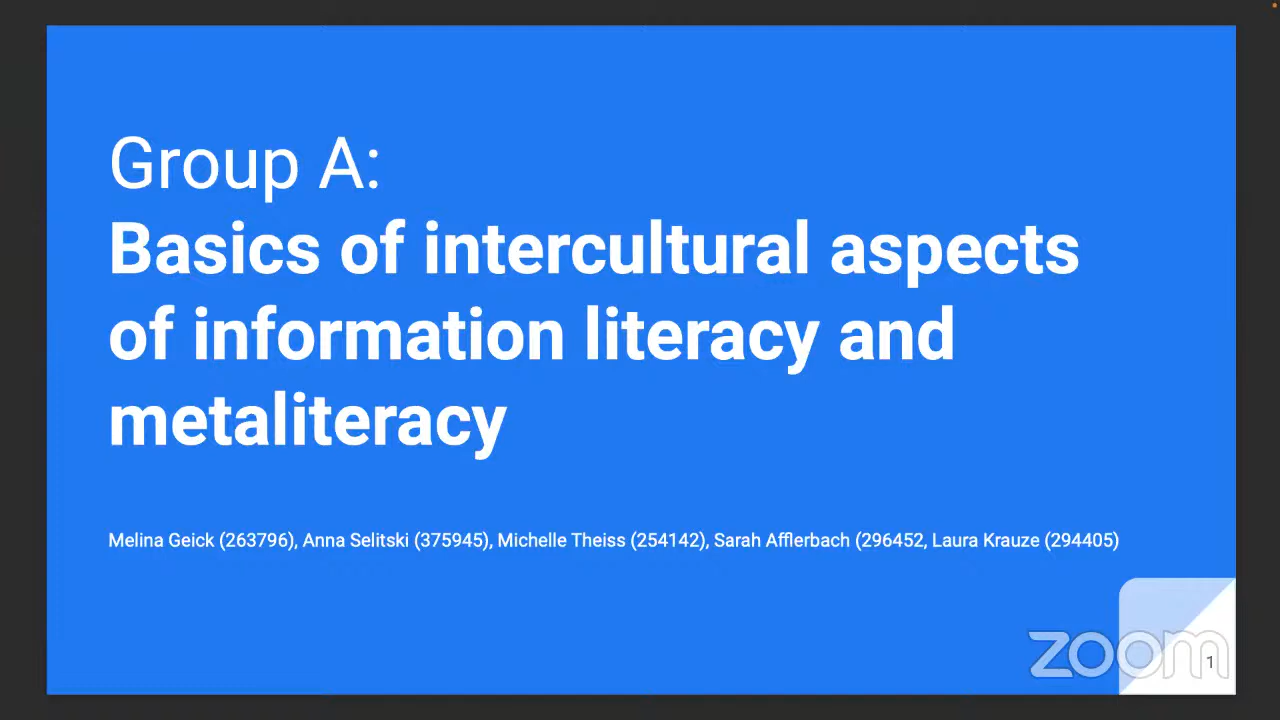 Group A:
Basics of intercultural aspects
of information literacy and
metaliteracy
Melina Geick (263796), Anna Selitski (375945), Michelle Theiss (254142), Sarah Afflerbach (296452, Laura Krauze (294405)
zoom
1